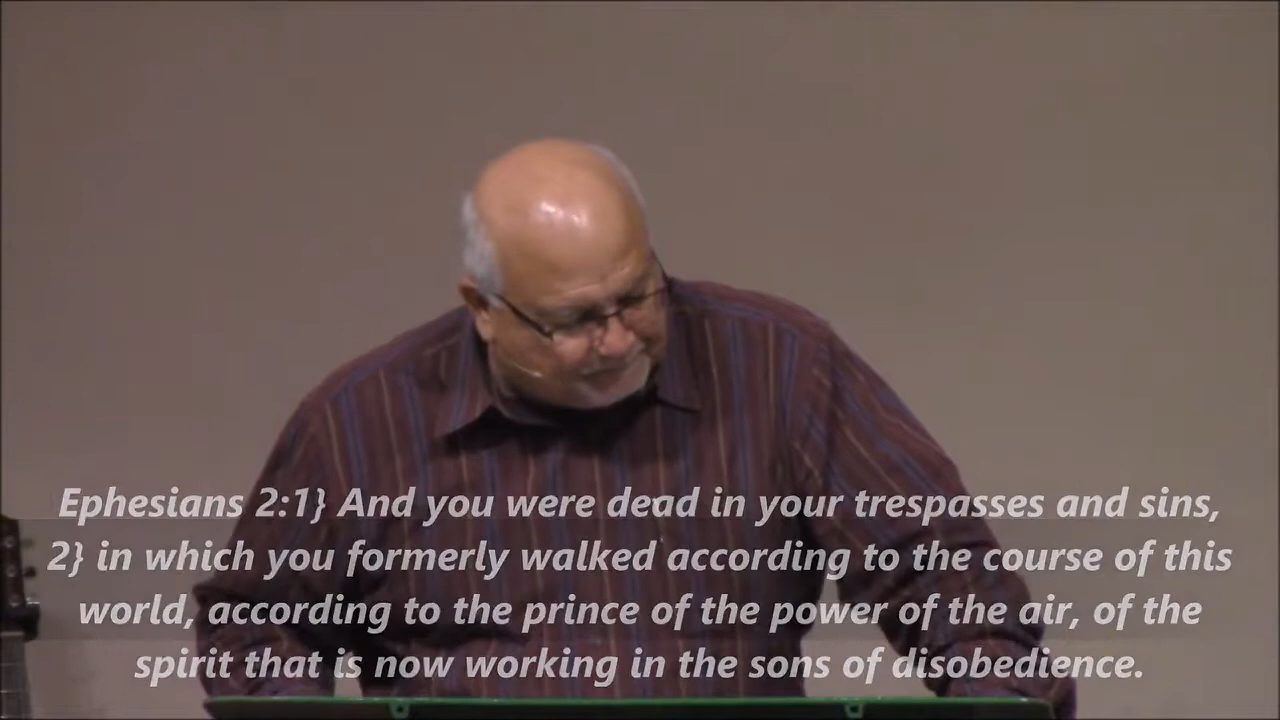 Ephesians 2:1} And you were dead in your trespasses and sins,
2} in which you formerly walked according to the course of this
world, according to the prince of the power of the air, of the
spirit that is now working in the sons of disobedience.